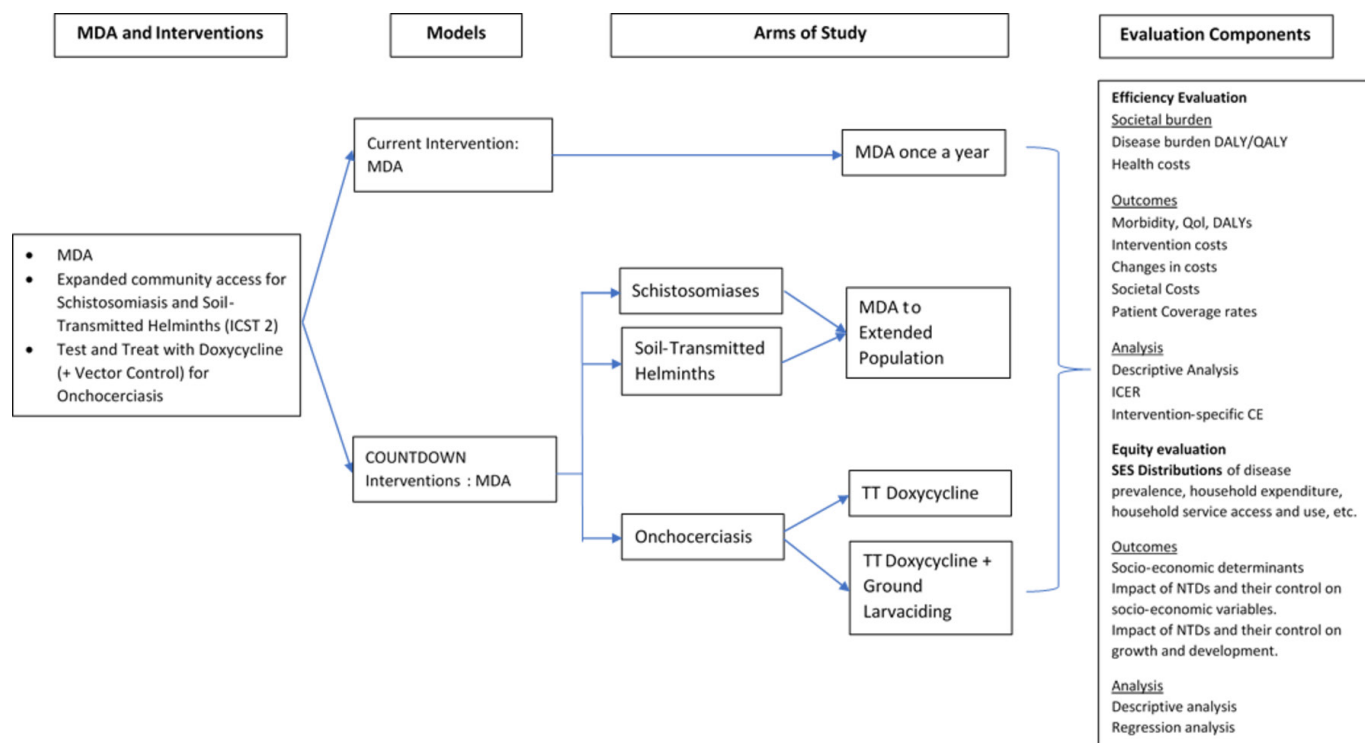 MDA and Interventions
Models
Arms of Study
Evaluation Components
• MDA
• Expanded community access for
Schistosomiasis and Soil-
Transmitted Helminths (ICST 2)
• Test and Treat with Doxycycline
(+ Vector Control) for
Onchocerciasis
Current Intervention:
MDA
COUNTDOWN
Interventions : MDA
MDA once a year
Schistosomiases
Soil-Transmitted
Helminths
MDA to
Extended
Population
Onchocerciasis
TT Doxycycline
TT Doxycycline +
Ground
Larvaciding
Efficiency Evaluation
Societal burden
Disease burden DALY/QALY
Health costs
Outcomes
Morbidity, Qol, DALYs
Intervention costs
Changes in costs
Societal Costs
Patient Coverage rates
Analysis
Descriptive Analysis
ICER
Intervention-specific CE
Equity evaluation
SES Distributions of disease
prevalence, household expenditure,
household service access and use, etc.
Outcomes
Socio-economic determinants
Impact of NTDs and their control on
socio-economic variables.
Impact of NTDs and their control on
growth and development.
Analysis
Descriptive analysis
Regression analysis